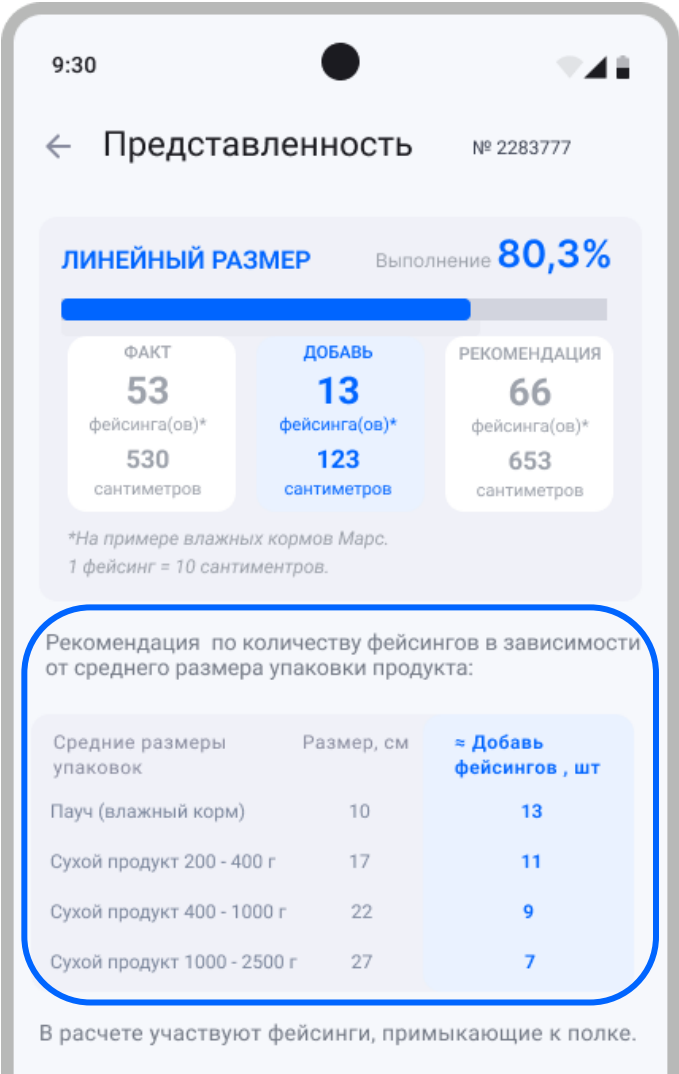 9:30
Представленность № 2283777
ЛИНЕЙНЫЙ РАЗМЕР Выполнение 80,3%
ФАКТ ДОБАВЬ РЕКОМЕНДАЦИЯ
53 13 66
фейсинга(ов)* фейсинга(ов)* фейсинга(ов)*
530 123 653
сантиметров сантиметров сантиметров
*На примере влажных кормов Марс.
1 фейсинг = 10 сантиментров.
Рекомендация по количеству фейсингов в зависимости
от среднего размера упаковки продукта:
Средние размеры Размер, см ≈ Добавь
упаковок фейсингов , шт
Пауч (влажный корм) 10 13
Сухой продукт 200 - 400 г 17 11
Сухой продукт 400 - 1000 г 22 9
Сухой продукт 1000 - 2500 г 27 7
В расчете участвуют фейсинги, примыкающие к полке.